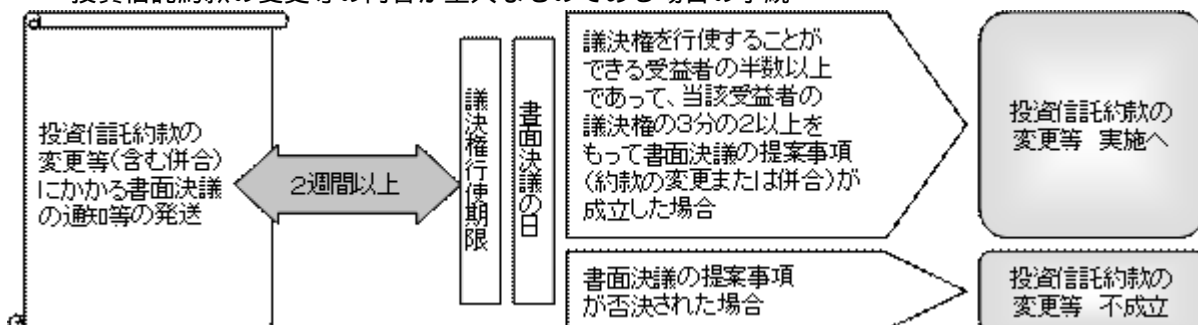 投資信託約款の変更等の内容が重大なものである場合の手続
投資信託約款の
変更等(含む併合)
にかかる書面決議
の通知等の発送
2週間以上
議決権行使期限
書面決議の日
議決権を行使することが
できる受益者の半数以上
であって、当該受益者の
議決権の3分の2以上を
もって書面決議の提案事項
(約款の変更または併合)が
成立した場合
投資信託約款の
変更等 実施へ
書面決議の提案事項
が否決された場合
投資信託約款の
変更等 不成立